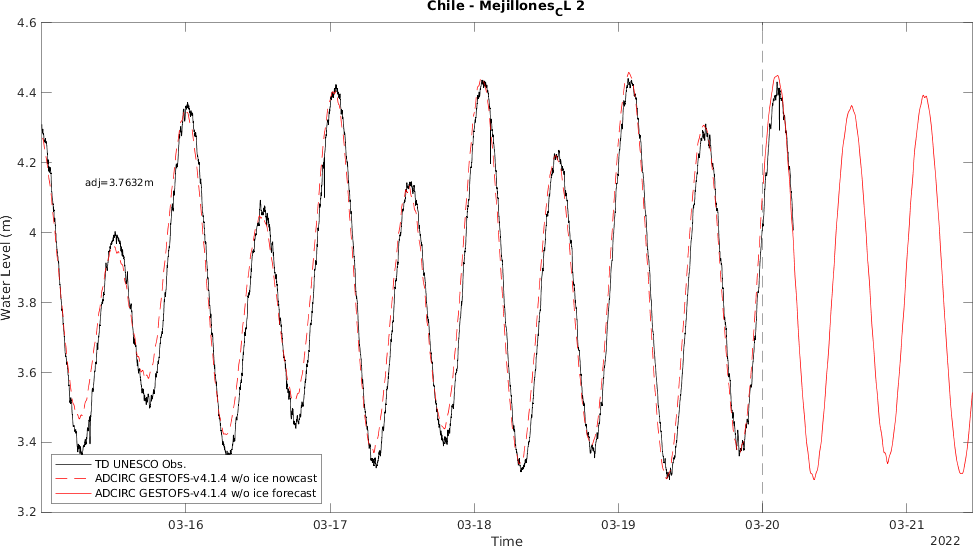 Chile - Mejillones_CL 2
4.6
4.4
4.2
4
3.8
3.6
3.4
3.2
Water Level (m)
adj=3.7632m
TD UNESCO Obs.
ADCIRC GESTOFS-v4.1.4 w/o ice nowcast
ADCIRC GESTOFS-v4.1.4 w/o ice forecast
03-16 03-17 03-18 03-19 03-20 03-21
Time
2022